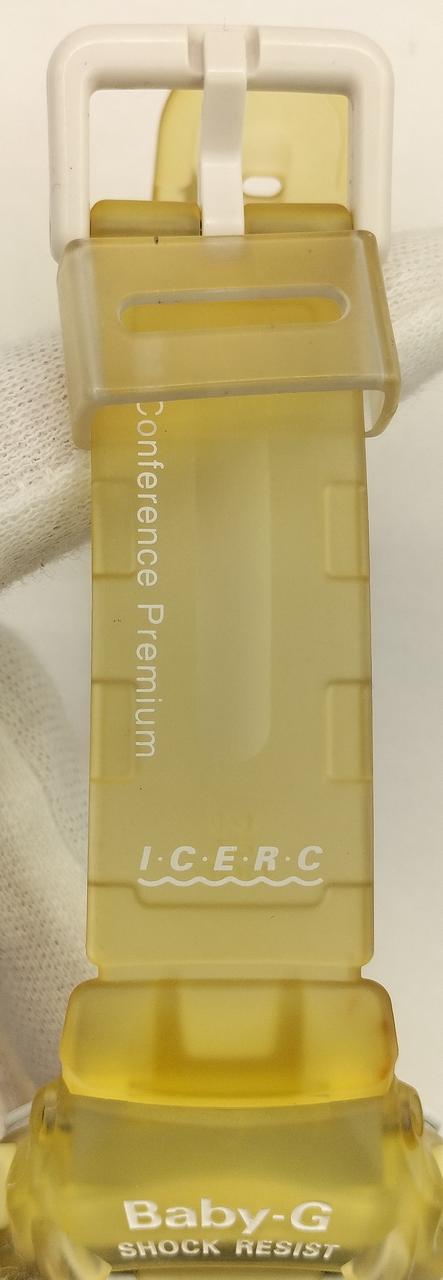 Conference Premium
I·C·E·R·C
Baby-G
SHOCK RESIST